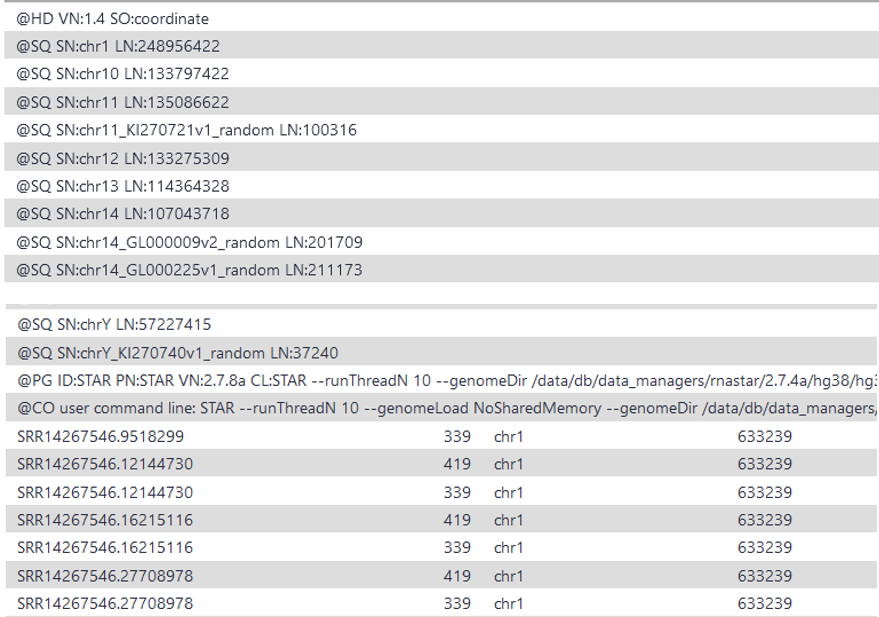 @HD VN:1.4 SO:coordinate
@SQ SN:chr1 LN:248956422
@SQ SN:chr10 LN:133797422
@SQ SN:chr11 LN:135086622
@SQ SN:chr11_KI270721v1_random LN:100316
@SQ SN:chr12 LN:133275309
@SQ SN:chr13 LN:114364328
@SQ SN:chr14 LN:107043718
@SQ SN:chr14_GL000009v2_random LN:201709
@SQ SN:chr14_GL000225v1_random LN:211173
@SQ SN:chrY LN:57227415
@SQ SN:chrY_KI270740v1_random LN:37240
@PG ID:STAR PN:STAR VN:2.7.8a CL:STAR --runThreadN 10 --genomeDir /data/db/data_managers/rnastar/2.7.4a/hg38/hg3
@CO user command line: STAR --runThreadN 10 --genomeLoad NoSharedMemory --genomeDir /data/db/data_managers/
SRR14267546.9518299 339 chr1 633239
SRR14267546.12144730 419 chr1 633239
SRR14267546.12144730 339 chr1 633239
SRR14267546.16215116 419 chr1 633239
SRR14267546.16215116 339 chr1 633239
SRR14267546.27708978 419 chr1 633239
SRR14267546.27708978 339 chr1 633239